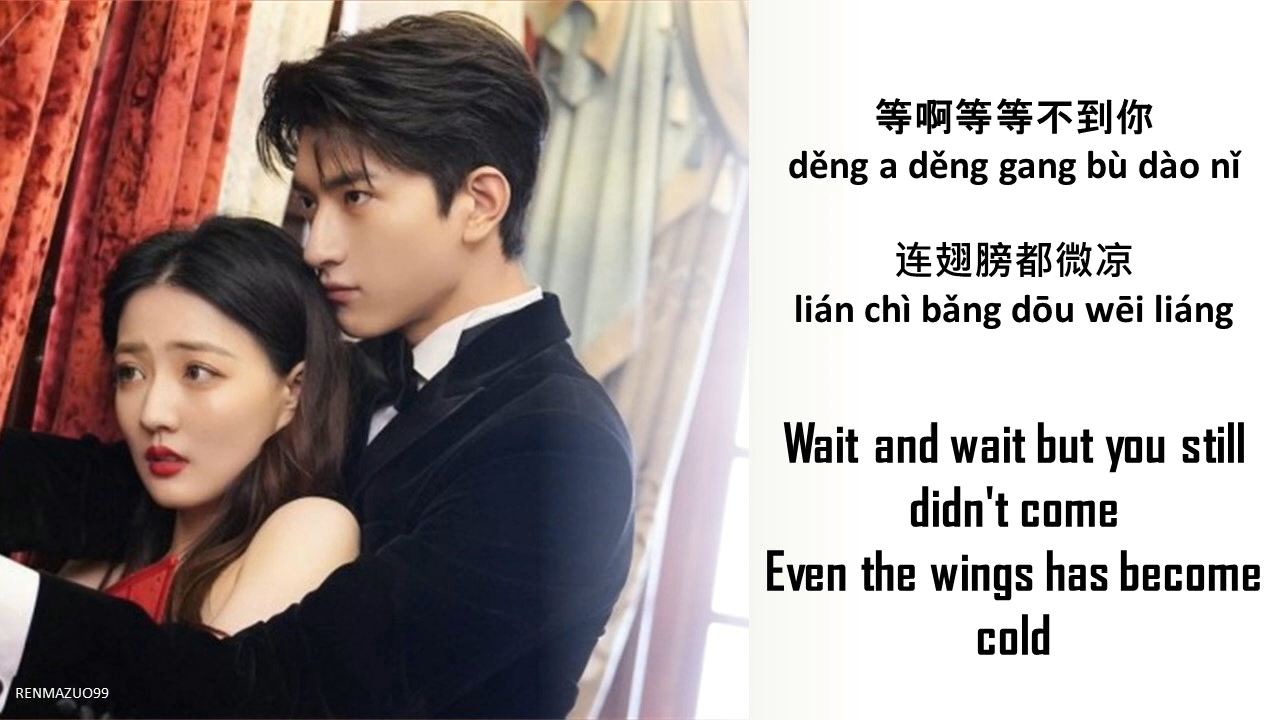 等啊等等不到你
děng a děng gang bù dào nǐ
连翅膀都微凉
lián chì bǎng dōu wēi liáng
Wait and wait but you still
didn't come
Even the wings has become
cold
RENMAZUO99